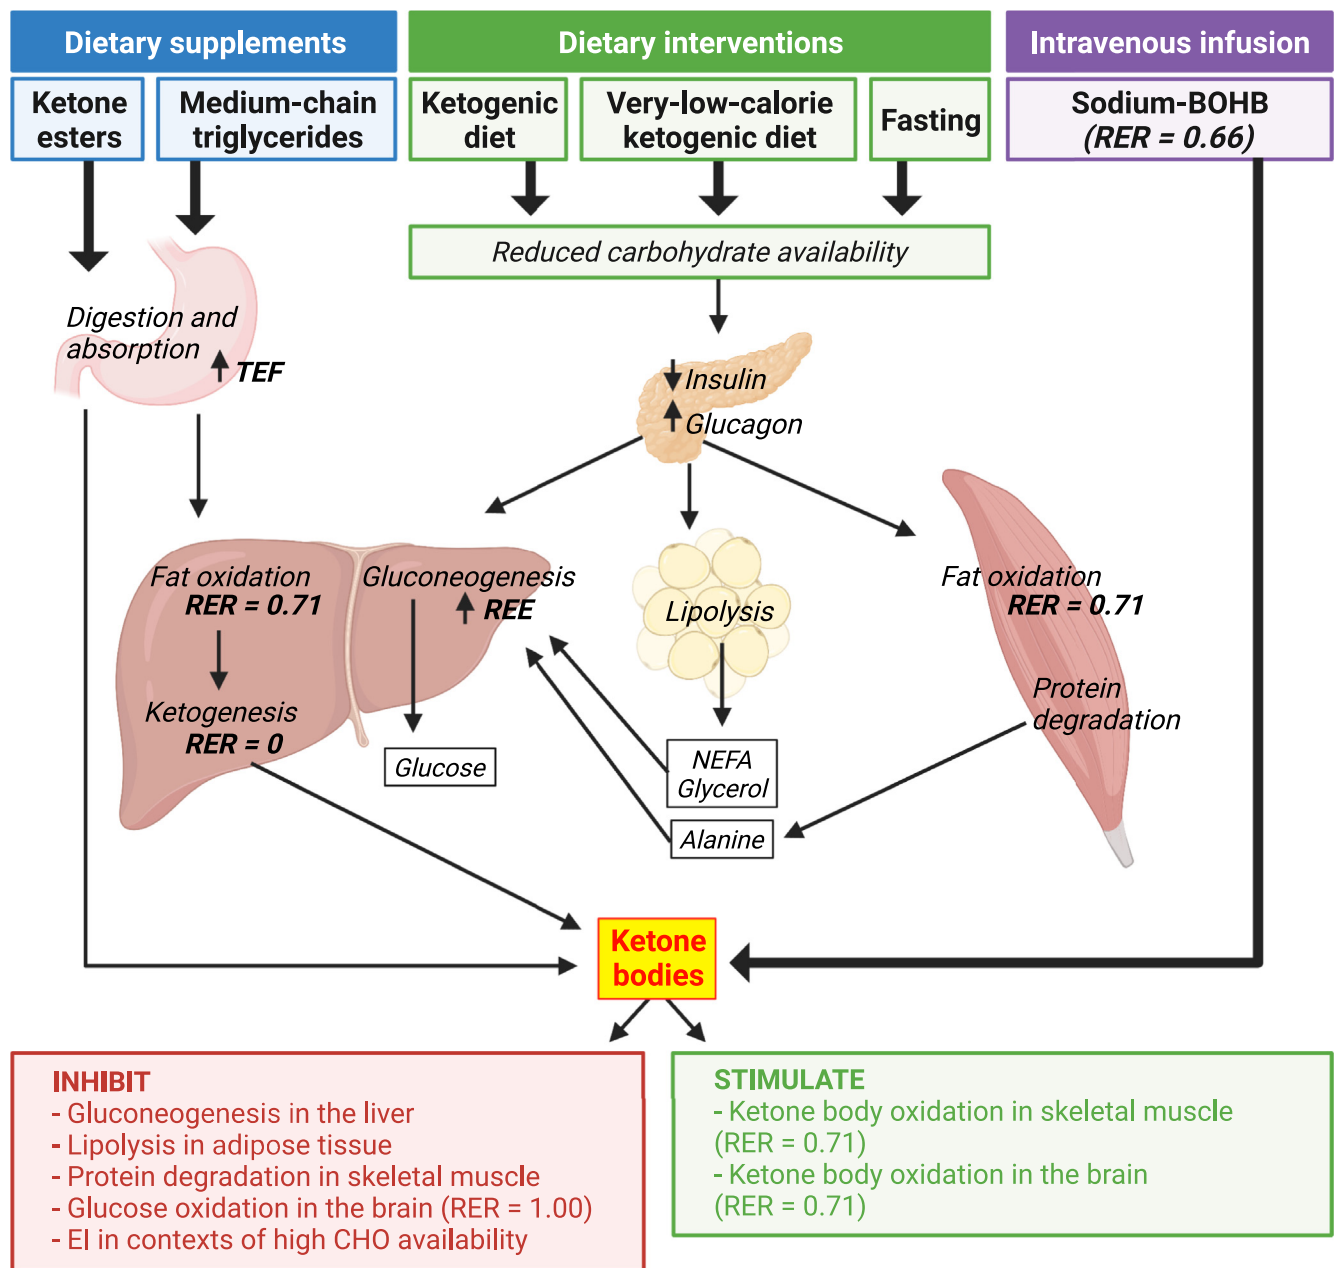 Dietary supplements
Dietary interventions
Intravenous infusion
Ketone
esters
Medium-chain
triglycerides
Ketogenic
diet
Very-low-calorie
ketogenic diet
Fasting
Sodium-BOHB
(RER = 0.66)
Reduced carbohydrate availability
Digestion and
absorption
TEF
Insulin
Glucagon
Fat oxidation
RER = 0.71
Gluconeogenesis
REE
Lipolysis
Fat oxidation
RER = 0.71
Ketogenesis
RER = 0
Protein
degradation
Glucose
NEFA
Glycerol
Alanine
Ketone
bodies
INHIBIT
- Gluconeogenesis in the liver
- Lipolysis in adipose tissue
- Protein degradation in skeletal muscle
- Glucose oxidation in the brain (RER = 1.00)
- EI in contexts of high CHO availability
STIMULATE
- Ketone body oxidation in skeletal muscle
(RER = 0.71)
- Ketone body oxidation in the brain
(RER = 0.71)